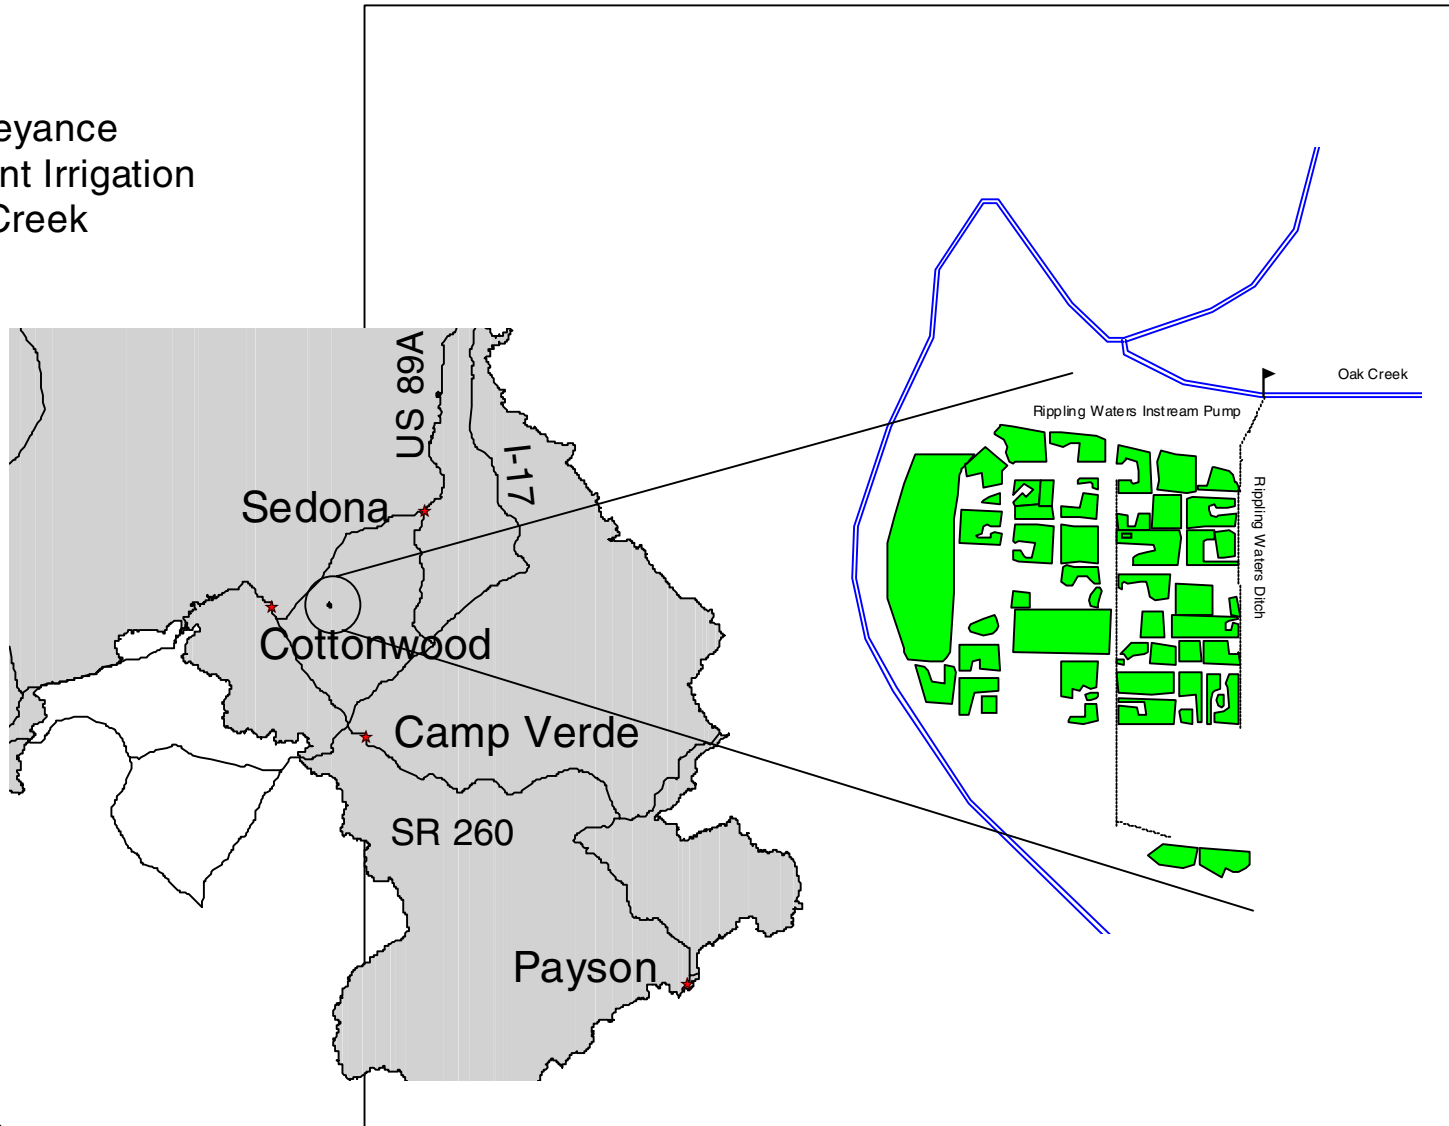 eyance
nt Irrigation
Creek
US 89A
I-17
Sedona
Cottonwood
Camp Verde
SR 260
Payson
Oak Creek
Rippling Waters Instream Pump
Rippling Waters Ditch